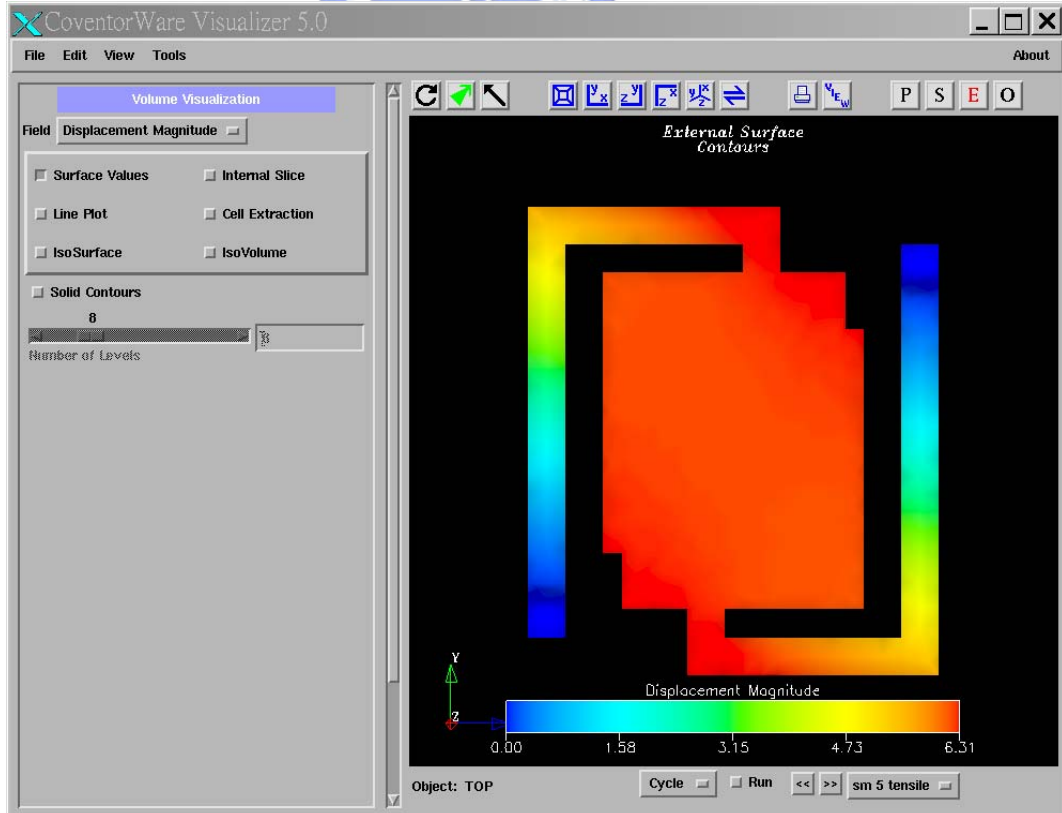 CoventorWare Visualizer 5.0
File Edit View Tools About
Volume Visualization
Field Displacement Magnitude
Surface Values Internal Slice
Line Plot Cell Extraction
IsoSurface IsoVolume
Solid Contours
8
8
Number of Levels
y x z y z x y x z V I E W P S E O
External Surface
Contours
Y
Z
Displacement Magnitude
0.00 1.58 3.15 4.73 6.31
Object: TOP Cycle Run << >> sm 5 tensile